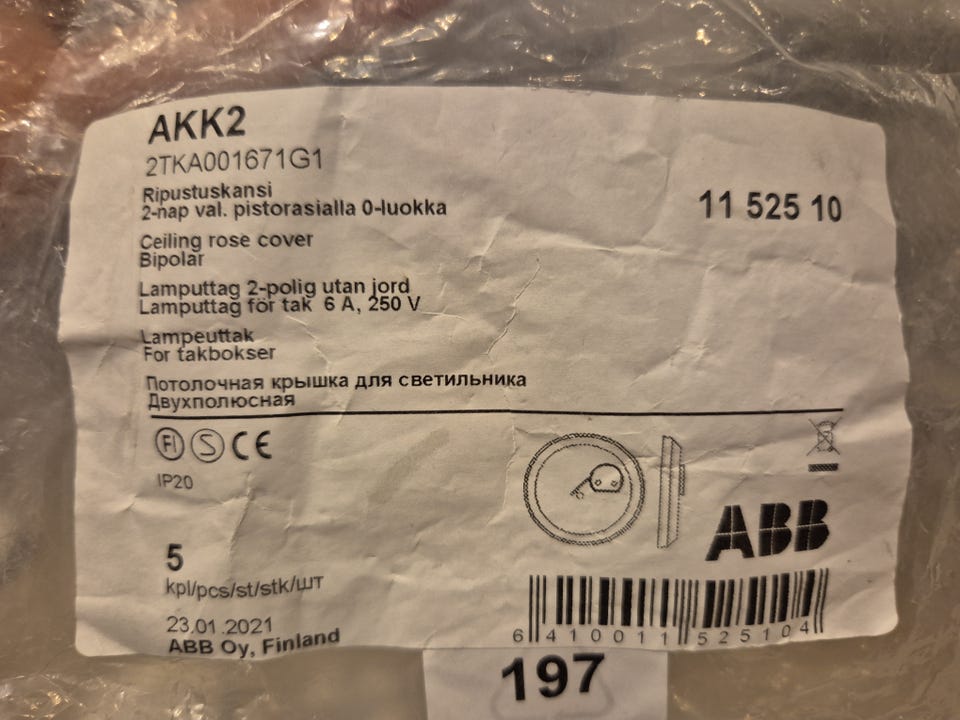 AKK2
2TKA001671G1
Ripustuskansi
2-nap val. pistorasialla 0-luokka
11 525 10
Ceiling rose cover
Bipolar
Lamputtag 2-polig utan jord
Lamputtag för tak 6 A, 250 V
Lampeuttak
For takbokser
Потолочная крышка для светильника
Двухполюсная
FI S CE
IP20
ABB
5
kpl/pcs/st/stk/шт
23.01.2021
ABB Oy, Finland
6 410011 525104
197